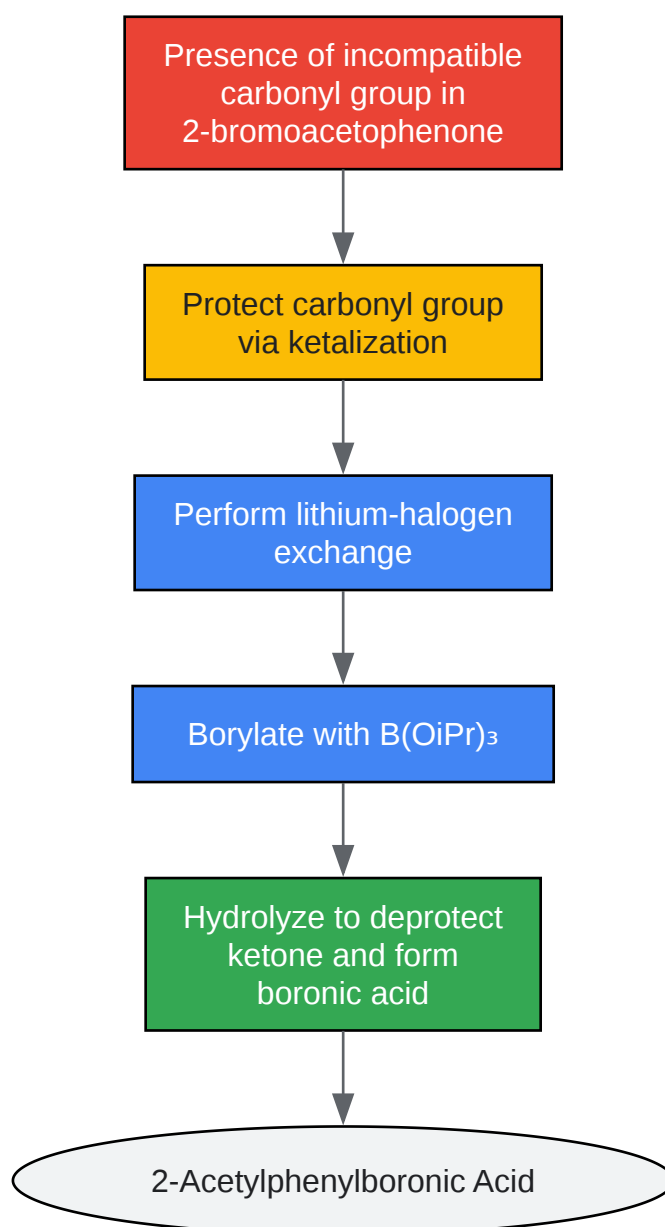 Presence of incompatible
carbonyl group in
2-bromoacetophenone
Protect carbonyl group
via ketalization
Perform lithium-halogen
exchange
Borylate with B(OiPr)₃
Hydrolyze to deprotect
ketone and form
boronic acid
2-Acetylphenylboronic Acid